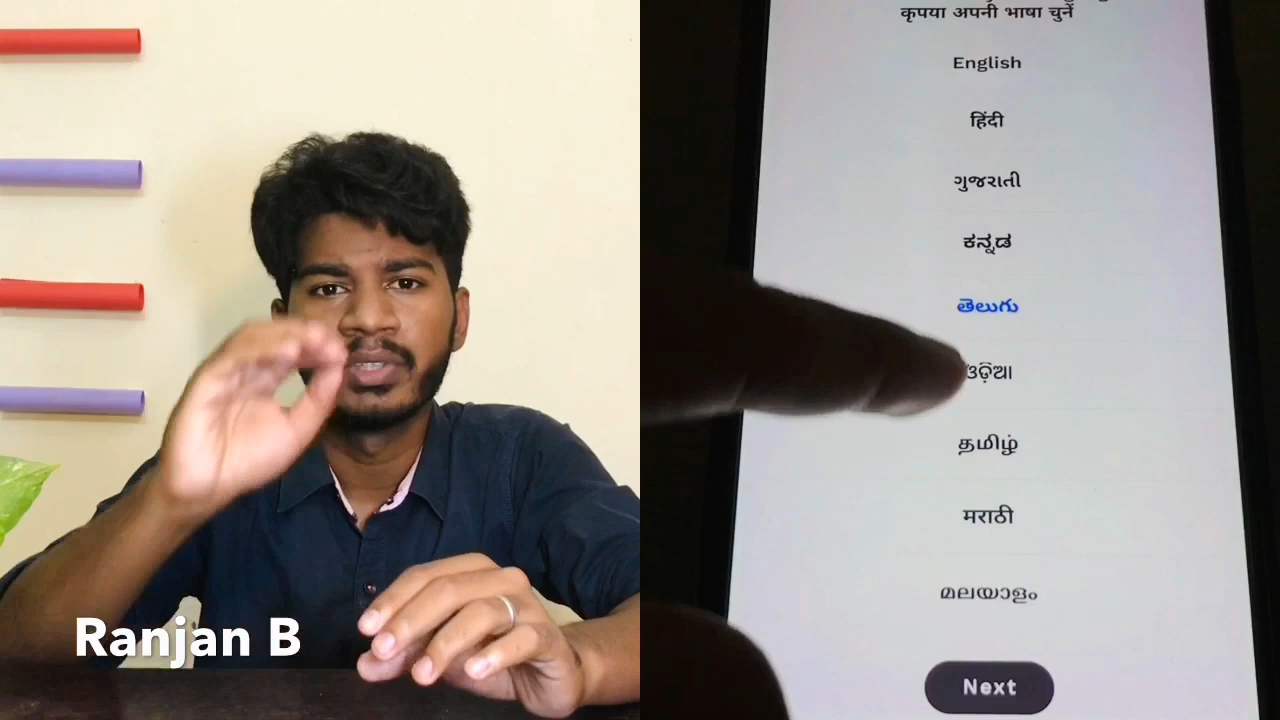 Ranjan B
कृपया अपनी भाषा चुनें
English
हिंदी
ગુજરાતી
ಕನ್ನಡ
తెలుగు
ଓଡ଼ିଆ
தமிழ்
मराठी
മലയാളം
Next